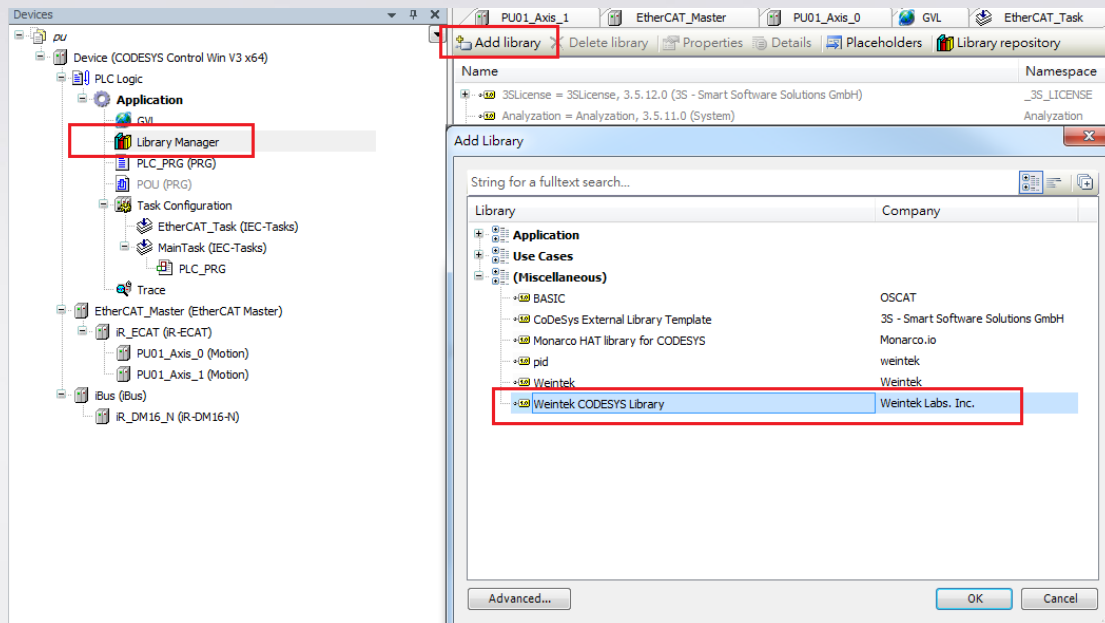 Devices
pu
Device (CODESYS Control Win V3 x64)
PLC Logic
Application
GVL
Library Manager
PLC_PRG (PRG)
POU (PRG)
Task Configuration
EtherCAT_Task (IEC-Tasks)
MainTask (IEC-Tasks)
PLC_PRG
Trace
EtherCAT_Master (EtherCAT Master)
iR_ECAT (iR-ECAT)
PU01_Axis_0 (Motion)
PU01_Axis_1 (Motion)
iBus (iBus)
iR_DM16_N (iR-DM16-N)
PU01_Axis_1 EtherCAT_Master PU01_Axis_0 GVL EtherCAT_Task
Add library Delete library Properties Details Placeholders Library repository
Name Namespace
3SLicense = 3SLicense, 3.5.12.0 (3S - Smart Software Solutions GmbH) _3S_LICENSE
Analyzation = Analyzation, 3.5.11.0 (System) Analyzation
Add Library
String for a fulltext search...
Library Company
Application
Use Cases
(Miscellaneous)
BASIC OSCAT
CoDeSys External Library Template 3S - Smart Software Solutions GmbH
Monarco HAT library for CODESYS Monarco.io
pid weintek
Weintek Weintek
Weintek CODESYS Library Weintek Labs. Inc.
Advanced... OK Cancel